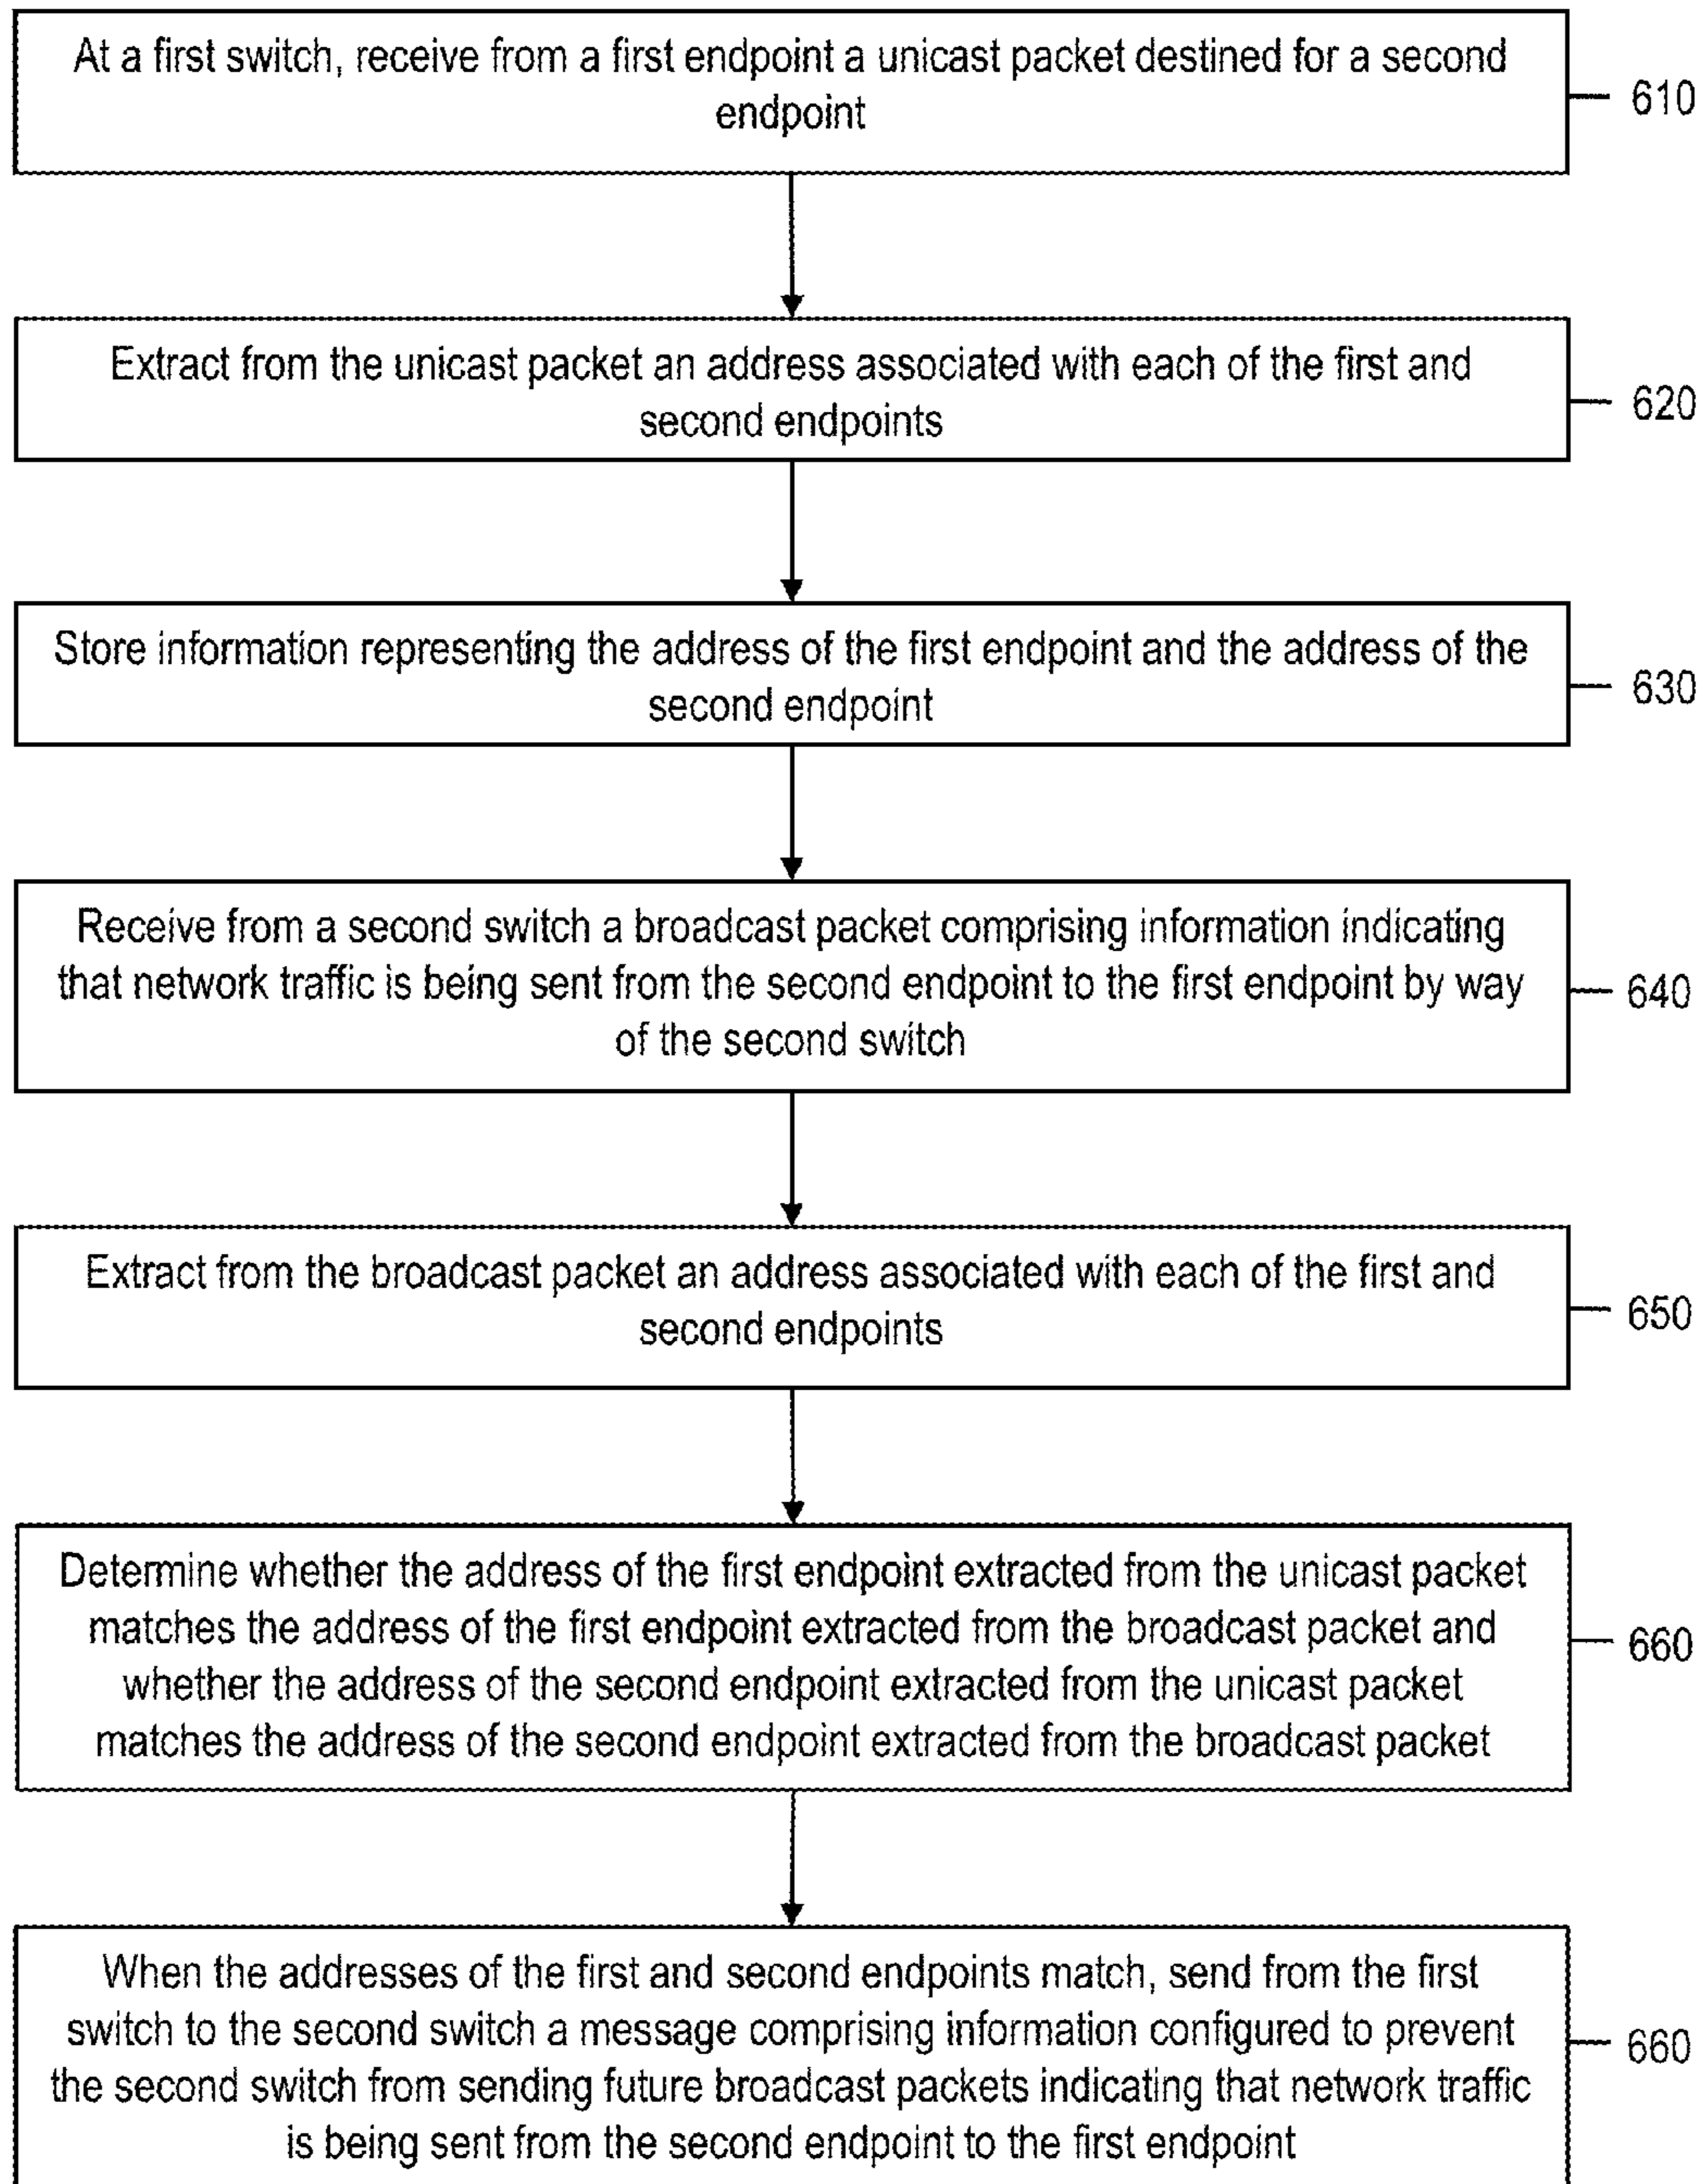 At a first switch, receive from a first endpoint a unicast packet destined for a second
endpoint
610
Extract from the unicast packet an address associated with each of the first and
second endpoints
620
Store information representing the address of the first endpoint and the address of the
second endpoint
630
Receive from a second switch a broadcast packet comprising information indicating
that network traffic is being sent from the second endpoint to the first endpoint by way
of the second switch
640
Extract from the broadcast packet an address associated with each of the first and
second endpoints
650
Determine whether the address of the first endpoint extracted from the unicast packet
matches the address of the first endpoint extracted from the broadcast packet and
whether the address of the second endpoint extracted from the unicast packet
matches the address of the second endpoint extracted from the broadcast packet
660
When the addresses of the first and second endpoints match, send from the first
switch to the second switch a message comprising information configured to prevent
the second switch from sending future broadcast packets indicating that network traffic
is being sent from the second endpoint to the first endpoint
660